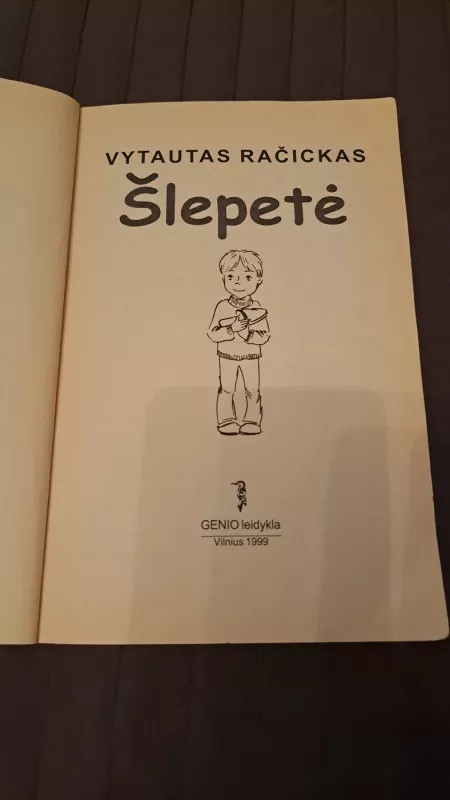 VYTAUTAS RAČICKAS
Šlepetė
GENIO leidykla
Vilnius 1999